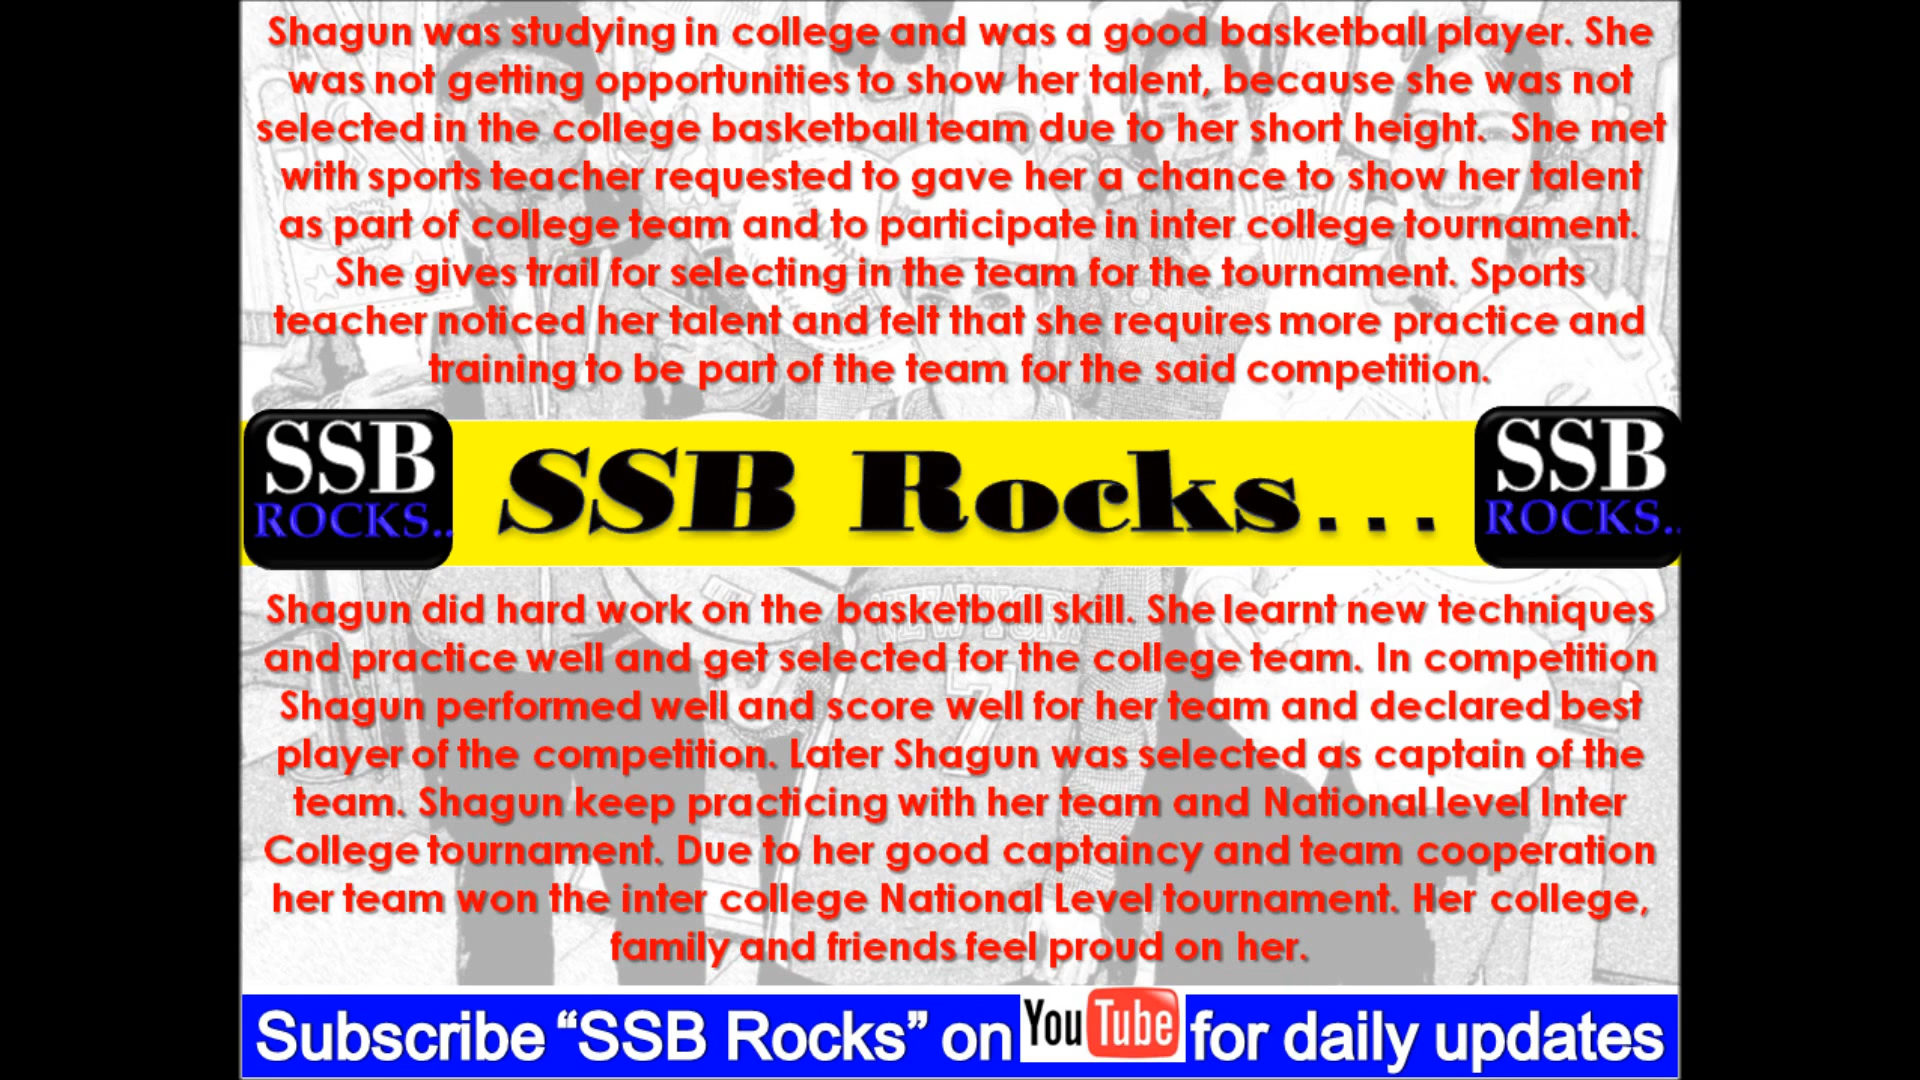 Shagun was studying in college and was a good basketball player. She
was not getting opportunities to show her talent, because she was not
selected in the college basketball team due to her short height. She met
with sports teacher requested to gave her a chance to show her talent
as part of college team and to participate in inter college tournament.
She gives trail for selecting in the team for the tournament. Sports
teacher noticed her talent and felt that she requires more practice and
training to be part of the team for the said competition.
SSB
ROCKS..
SSB Rocks...
SSB
ROCKS..
Shagun did hard work on the basketball skill. She learnt new techniques
and practice well and get selected for the college team. In competition
Shagun performed well and score well for her team and declared best
player of the competition. Later Shagun was selected as captain of the
team. Shagun keep practicing with her team and National level Inter
College tournament. Due to her good captaincy and team cooperation
her team won the inter college National Level tournament. Her college,
family and friends feel proud on her.
NEW YORK
7
Subscribe “SSB Rocks” on YouTube for daily updates